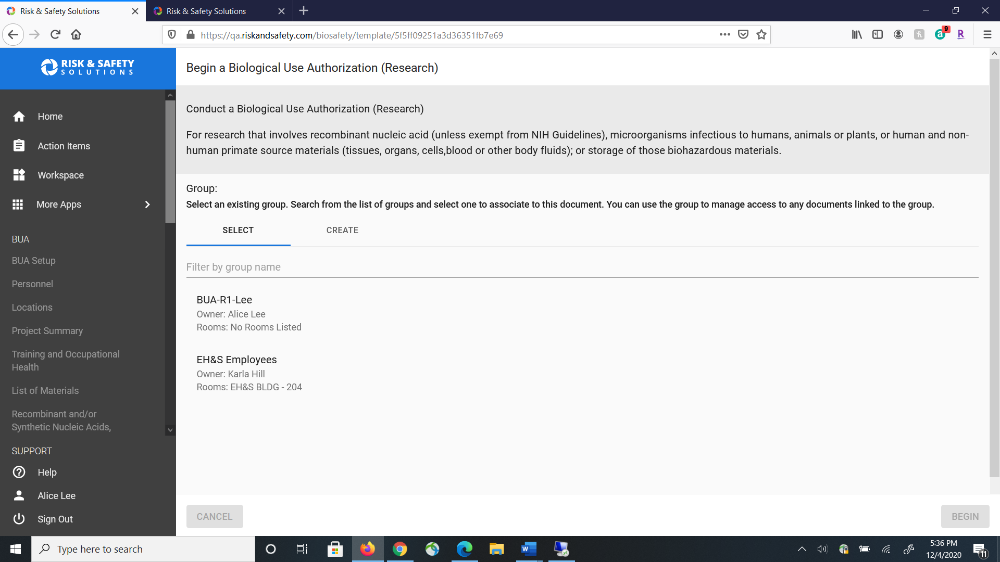 Risk & Safety Solutions
Risk & Safety Solutions
https://qa.riskandsafety.com/biosafety/template/5f5ff09251a3d36351fb7e69
9
RISK & SAFETY
SOLUTIONS
Home
Action Items
Workspace
More Apps
BUA
BUA Setup
Personnel
Locations
Project Summary
Training and Occupational
Health
List of Materials
Recombinant and/or
Synthetic Nucleic Acids,
SUPPORT
Help
Alice Lee
Sign Out
Begin a Biological Use Authorization (Research)
Conduct a Biological Use Authorization (Research)
For research that involves recombinant nucleic acid (unless exempt from NIH Guidelines), microorganisms infectious to humans, animals or plants, or human and non-
human primate source materials (tissues, organs, cells,blood or other body fluids); or storage of those biohazardous materials.
Group:
Select an existing group. Search from the list of groups and select one to associate to this document. You can use the group to manage access to any documents linked to the group.
SELECT
CREATE
Filter by group name
BUA-R1-Lee
Owner: Alice Lee
Rooms: No Rooms Listed
EH&S Employees
Owner: Karla Hill
Rooms: EH&S BLDG - 204
CANCEL
BEGIN
Type here to search
5:36 PM
12/4/2020
11